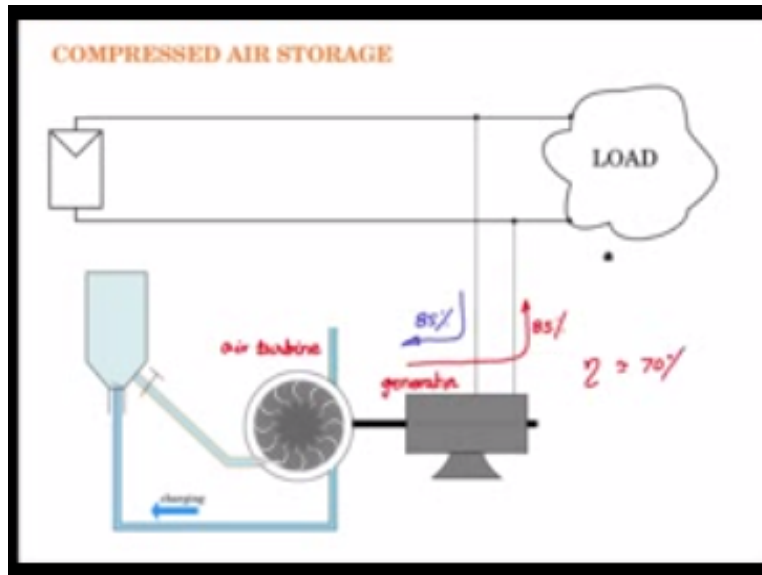 COMPRESSED AIR STORAGE
LOAD
85%
85%
air turbine
generator
η ≃ 70%
charging